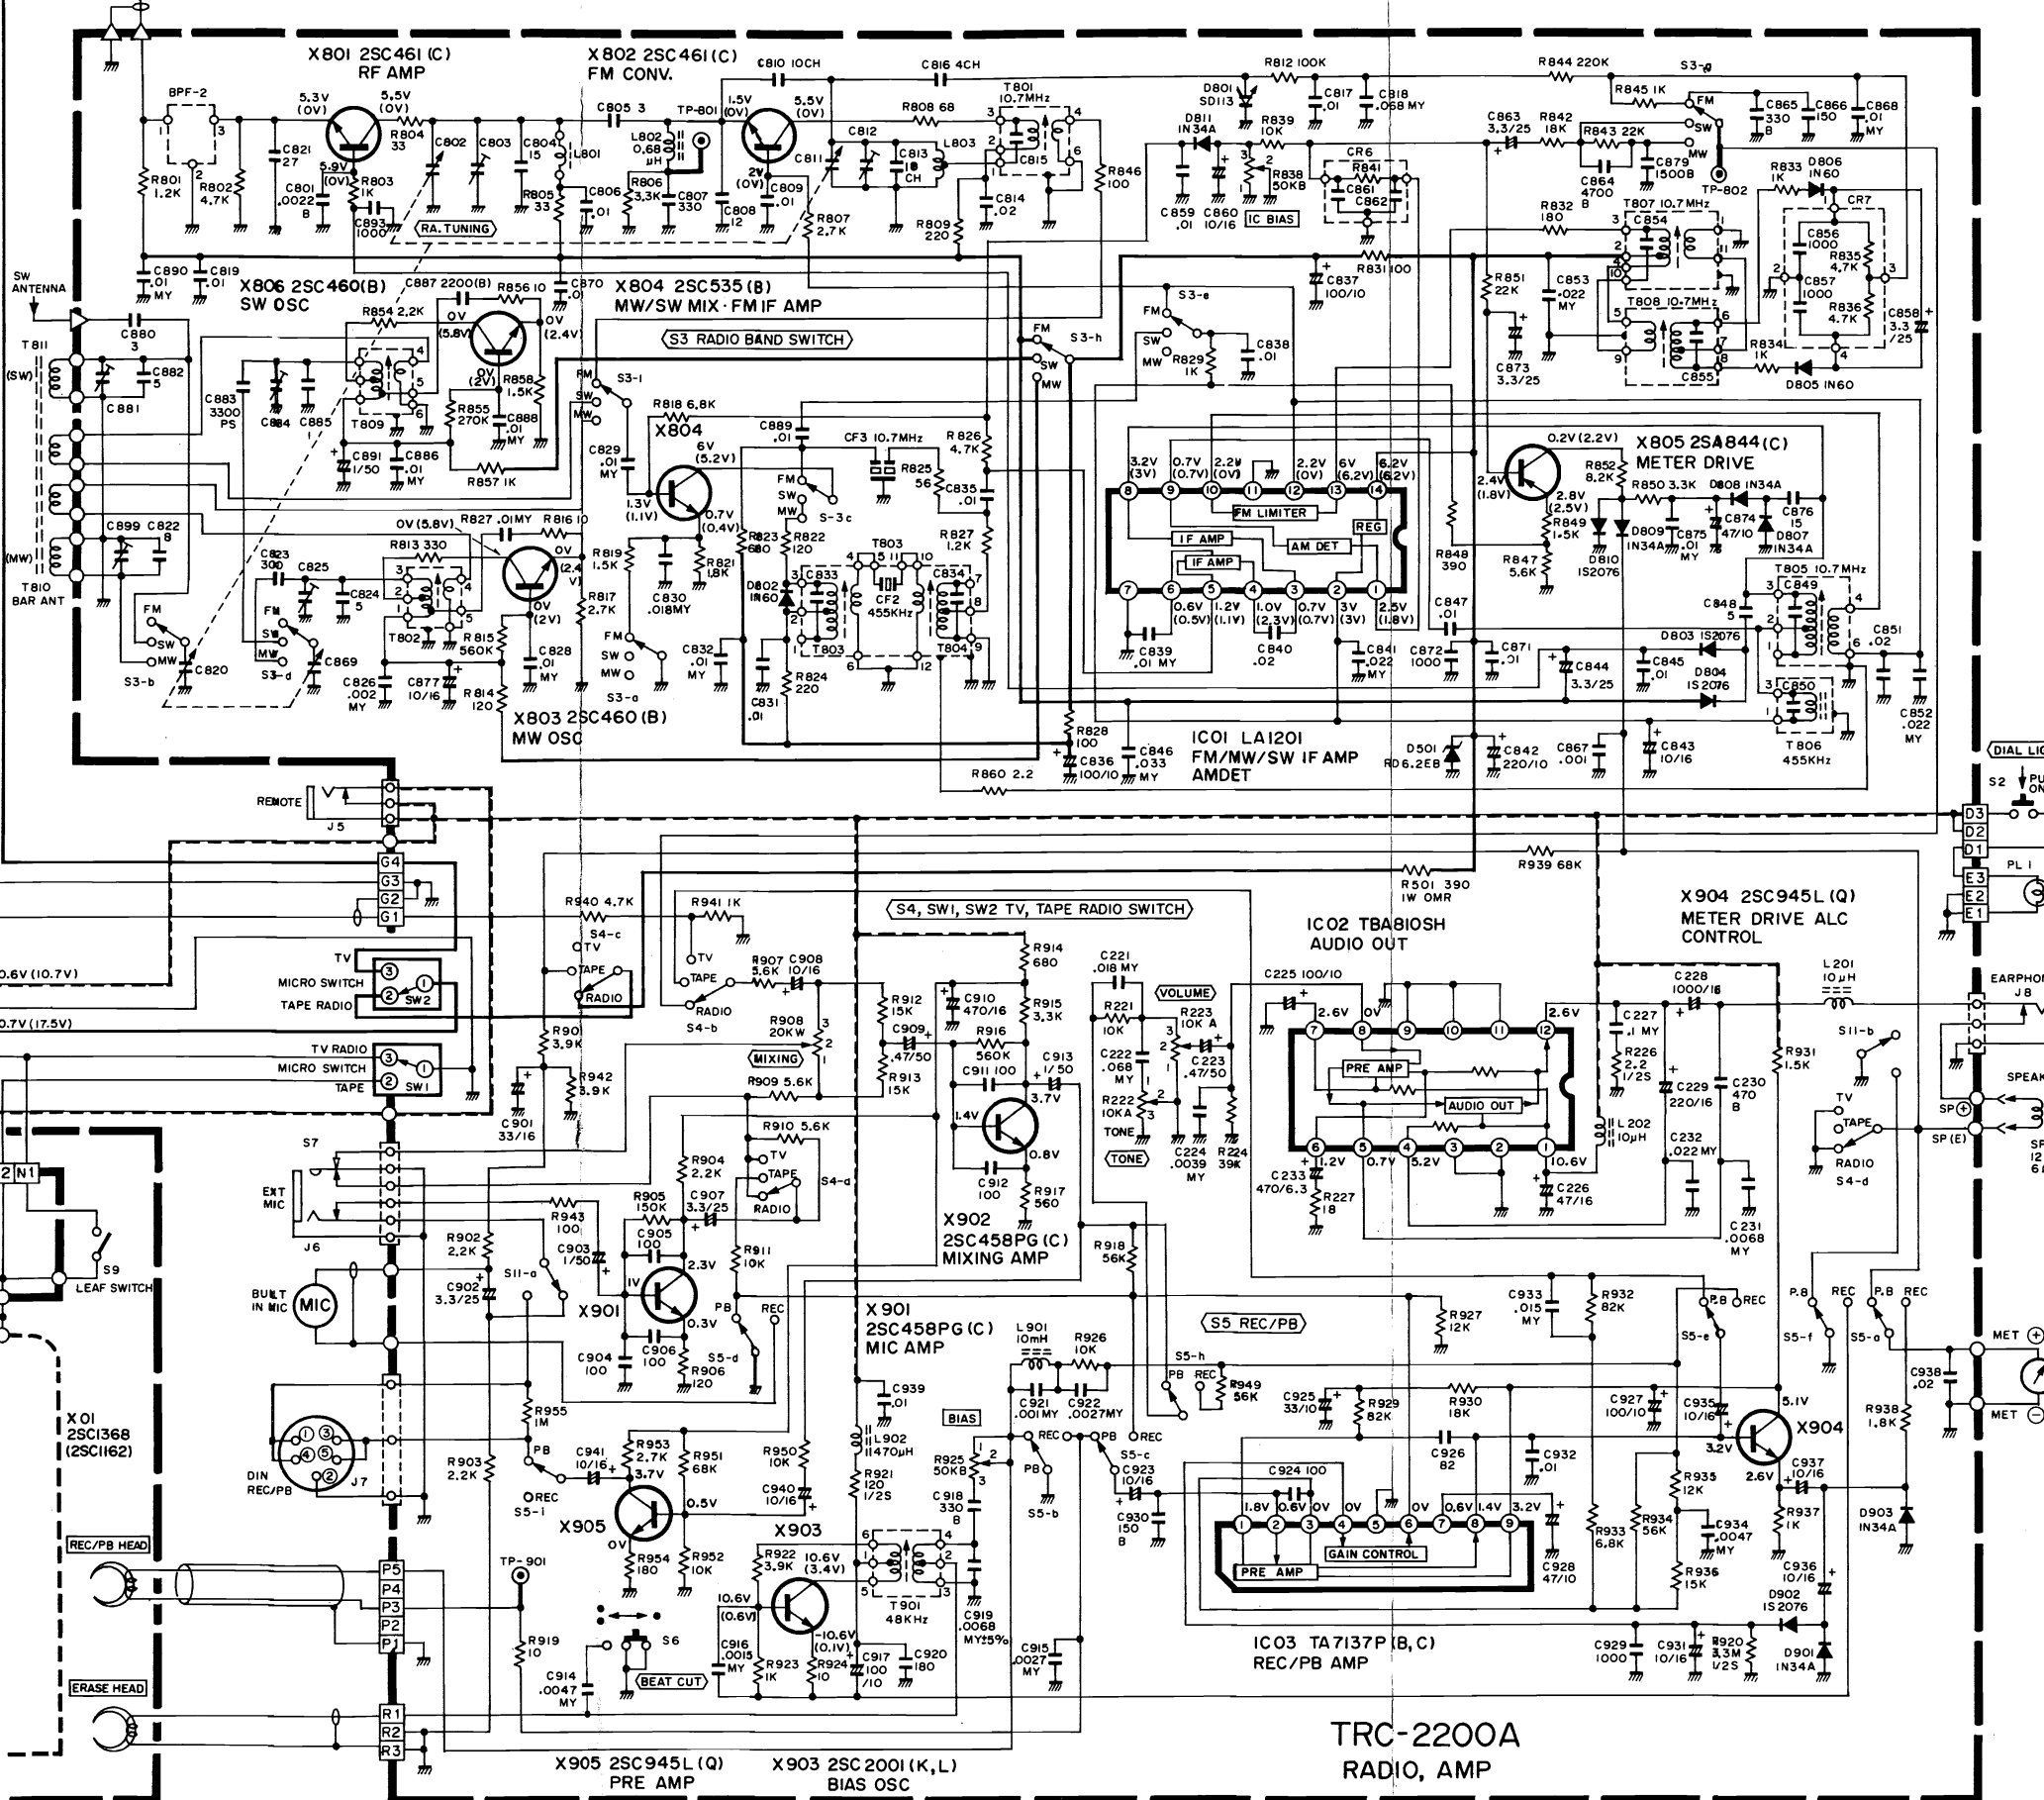 X801 2SC461(C)
RF AMP
X802 2SC461(C)
FM CONV.
C810 10CH
C816 4CH
T801
10.7MHz
D801
SD113
R812 100K
C817
.01
C818
.068 MY
R844 220K
S3-g
R845 1K
FM
SW
MW
C865
330
B
C866
150
C868
.01
MY
BPF-2
1
3
2
5.3V
(0V)
5.5V
(0V)
R804
33
C802
C803
C804
15
C805 3
TP-801
L801
L802
0.68
µH
1.5V
(0V)
5.5V
(0V)
R808 68
C811
C812
C813
18
CH
L803
C815
R846
100
D811
1N34A
R839
10K
C863
3.3/25
R842
18K
R843 22K
C864
4700
B
C879
1500B
TP-802
R801
1.2K
R802
4.7K
C821
27
C801
.0022
B
5.9V
(0V)
R803
1K
C893
1000
RA.TUNING
R805
33
C806
.01
R806
3.3K
C807
330
C808
12
2V
(0V)
C809
.01
R807
2.7K
R809
220
C814
.02
C859
.01
C860
10/16
R838
50KB
IC BIAS
CR6
R841
C861
C862
R832
180
T807 10.7MHz
C854
R833
1K
D806
1N60
CR7
C856
1000
R835
4.7K
C857
1000
R836
4.7K
C858
3.3
/25
SW
ANTENNA
C890
.01
MY
C819
.01
X806 2SC460(B)
SW OSC
C887 2200(B)
R856 10
C870
.01
X804 2SC535(B)
MW/SW MIX · FM IF AMP
S3 RADIO BAND SWITCH
C837
100/10
R831 100
R851
22K
C853
.022
MY
T808 10.7MHz
C855
R834
1K
D805 1N60
C880
3
T811
(SW)
C881
C882
5
R854 2.2K
0V
(5.8V)
0V
(2.4V)
0V
(2V)
C883
3300
PS
C884
C885
1
T809
R855
270K
R858
1.5K
C888
.01
MY
C891
1/50
C886
.01
MY
R857 1K
S3-i
FM
SW
MW
R818 6.8K
S3-h
FM
SW
MW
S3-e
FM
SW
MW
R829
1K
C838
.01
C873
3.3/25
X804
6V
(5.2V)
1.3V
(1.1V)
0.7V
(0.4V)
C829
.01
MY
C889
.01
CF3 10.7MHz
FM
SW
MW
S-3c
R825
56
R826
4.7K
C835
.01
R827
1.2K
3.2V
(3V)
0.7V
(0.7V)
2.2V
(0V)
2.2V
(0V)
6V
(6.2V)
6.2V
(6.2V)
FM LIMITER
REG
IF AMP
AM DET
IF AMP
0.6V
(0.5V)
1.2V
(1.1V)
1.0V
(2.3V)
0.7V
(0.7V)
3V
(3V)
2.5V
(1.8V)
0.2V(2.2V)
X805 2SA844(C)
METER DRIVE
2.4V
(1.8V)
2.8V
(2.5V)
R852
8.2K
R850 3.3K
D808 1N34A
R849
1.5K
R847
5.6K
R848
390
D809
1N34A
D810
1S2076
C875
.01
MY
C874
47/10
C876
15
D807
1N34A
T805 10.7MHz
C849
C848
5
C851
.02
T810
BAR ANT
(MW)
C899
C822
8
S3-b
C820
S3-d
C869
C823
300
C825
C824
5
R813 330
R827 .01MY
R816 10
0V(5.8V)
0V
(2.4
V)
0V
(2V)
T802
C826
.002
MY
C877
10/16
R815
560K
R814
120
C828
.01
MY
X803 2SC460(B)
MW OSC
R817
2.7K
R819
1.5K
C830
.018MY
R821
1.8K
S3-a
C832
.01
MY
R822
120
D802
1N60
C833
T803
CF2
455KHz
C834
T803
T804
C831
.01
R824
220
R828
100
C836
100/10
C846
.033
MY
C839
.01 MY
C840
.02
C841
.022
MY
C847
.01
C872
1000
C871
.01
C844
3.3/25
C845
.01
D803 1S2076
D804
1S2076
C850
T806
455KHz
C852
.022
MY
IC01 LA1201
FM/MW/SW IF AMP
AMDET
D501
RD6.2EB
C842
220/10
C867
.001
C843
10/16
R860 2.2
REMOTE
J5
DIAL LIG
S2
PU
ON
D3
D2
D1
E3
E2
E1
PL 1
G4
G3
G2
G1
R940 4.7K
R941 1K
S4, SW1, SW2 TV, TAPE RADIO SWITCH
R939 68K
R501 390
1W OMR
X904 2SC945L(Q)
METER DRIVE ALC
CONTROL
IC02 TBA810SH
AUDIO OUT
0.6V(10.7V)
0.7V(17.5V)
TV
MICRO SWITCH
TAPE RADIO
SW2
TV RADIO
MICRO SWITCH
TAPE
SW1
S4-c
TV
TAPE
RADIO
S4-b
TV
TAPE
RADIO
R907
5.6K
C908
10/16
R908
20KW
MIXING
R909 5.6K
R910 5.6K
R901
3.9K
R942
3.9K
C901
33/16
R912
15K
C909
.47/50
R913
15K
C910
470/16
R914
680
R915
3.3K
R916
560K
C911 100
C913
1/50
3.7V
1.4V
0.8V
C912
100
R917
560
X902
2SC458PG(C)
MIXING AMP
C221
.018 MY
R221
10K
C222
.068
MY
VOLUME
R223
10K A
C223
.47/50
R222
10KA
TONE
TONE
C224
.0039
MY
R224
39K
C225 100/10
2.6V
0V
2.6V
PRE AMP
AUDIO OUT
1.2V
0.7V
5.2V
10.6V
C233
470/6.3
R227
18
C226
47/16
L202
10µH
C227
.1 MY
R226
2.2
1/2S
C228
1000/16
C229
220/16
C230
470
B
C232
.022MY
C231
.0068
MY
L201
10µH
R931
1.5K
EARPHON
J8
S11-b
SPEAK
SP(+)
SP(E)
TV
TAPE
RADIO
S4-d
S7
EXT
MIC
J6
R943
100
R904
2.2K
R905
150K
C905
100
C907
3.3/25
C903
1/50
TV
TAPE
RADIO
S4-a
2.3V
1V
X901
0.3V
C904
100
C906
100
R906
120
R911
10K
PB
REC
S5-d
X901
2SC458PG(C)
MIC AMP
R902
2.2K
C902
3.3/25
S11-a
R903
2.2K
BUILT
IN MIC
MIC
N1
S9
LEAF SWITCH
R918
56K
S5 REC/PB
R927
12K
C933
.015
MY
R932
82K
P.B
REC
S5-e
S5-f
S5-a
MET +
MET −
C938
.02
R938
1.8K
L901
10mH
R926
10K
C921
.001MY
C922
.0027MY
S5-h
PB
REC
R949
56K
C925
33/10
R929
82K
R930
18K
C927
100/10
C935
10/16
5.1V
X904
3.2V
2.6V
C926
82
C932
.01
R935
12K
C937
10/16
R937
1K
D903
1N34A
X01
2SC1368
(2SC1162)
DIN
REC/PB
J7
R955
1M
PB
REC
S5-i
C941
10/16
R953
2.7K
3.7V
R951
68K
X905
0.5V
0V
R954
180
R952
10K
R950
10K
C940
10/16
C939
.01
L902
470µH
R921
120
1/2S
BIAS
R925
50KB
C918
330
B
S5-b
S5-c
C923
10/16
C930
150
B
C924 100
1.8V
0.6V
0V
0V
0V
0.6V
1.4V
3.2V
GAIN CONTROL
PRE AMP
C928
47/10
R933
6.8K
R934
56K
C934
.0047
MY
R936
15K
C936
10/16
D902
1S2076
REC/PB HEAD
P5
P4
P3
P2
P1
TP-901
R919
10
C914
.0047
MY
S6
BEAT CUT
X903
R922
3.9K
10.6V
(3.4V)
10.6V
(0.6V)
-10.6V
(0.1V)
C916
.0015
MY
R923
1K
R924
10
C917
100
/10
C920
180
T901
48KHz
C919
.0068
MY±5%
C915
.0027
MY
IC03 TA7137P(B,C)
REC/PB AMP
C929
1000
C931
10/16
R920
3.3M
1/2S
D901
1N34A
ERASE HEAD
R1
R2
R3
TRC-2200A
RADIO, AMP
X905 2SC945L(Q)
PRE AMP
X903 2SC2001(K,L)
BIAS OSC